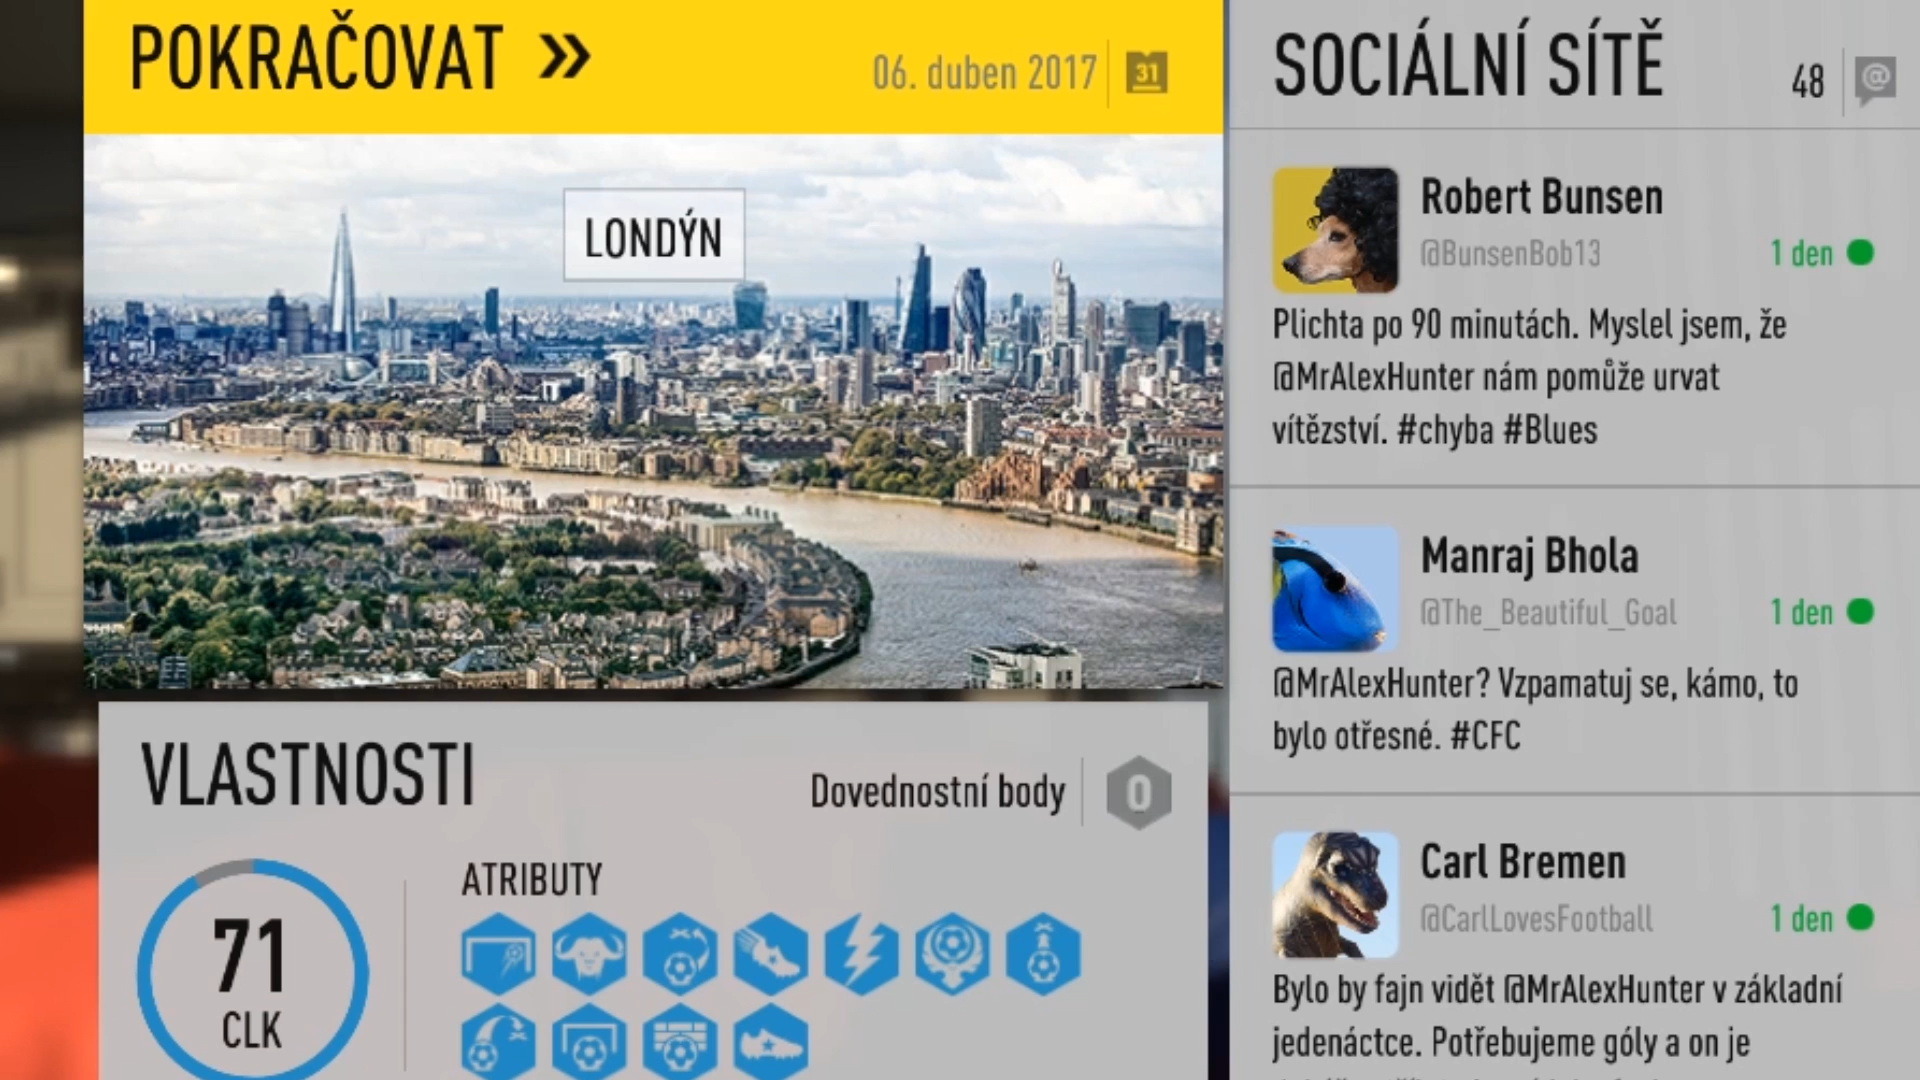 POKRAČOVAT »
06. duben 2017
31
LONDÝN
VLASTNOSTI
Dovednostní body
0
71
CLK
ATRIBUTY
SOCIÁLNÍ SÍTĚ
48
@
Robert Bunsen
@BunsenBob13
1 den
Plichta po 90 minutách. Myslel jsem, že
@MrAlexHunter nám pomůže urvat
vítězství. #chyba #Blues
Manraj Bhola
@The_Beautiful_Goal
1 den
@MrAlexHunter? Vzpamatuj se, kámo, to
bylo otřesné. #CFC
Carl Bremen
@CarlLovesFootball
1 den
Bylo by fajn vidět @MrAlexHunter v základní
jedenáctce. Potřebujeme góly a on je